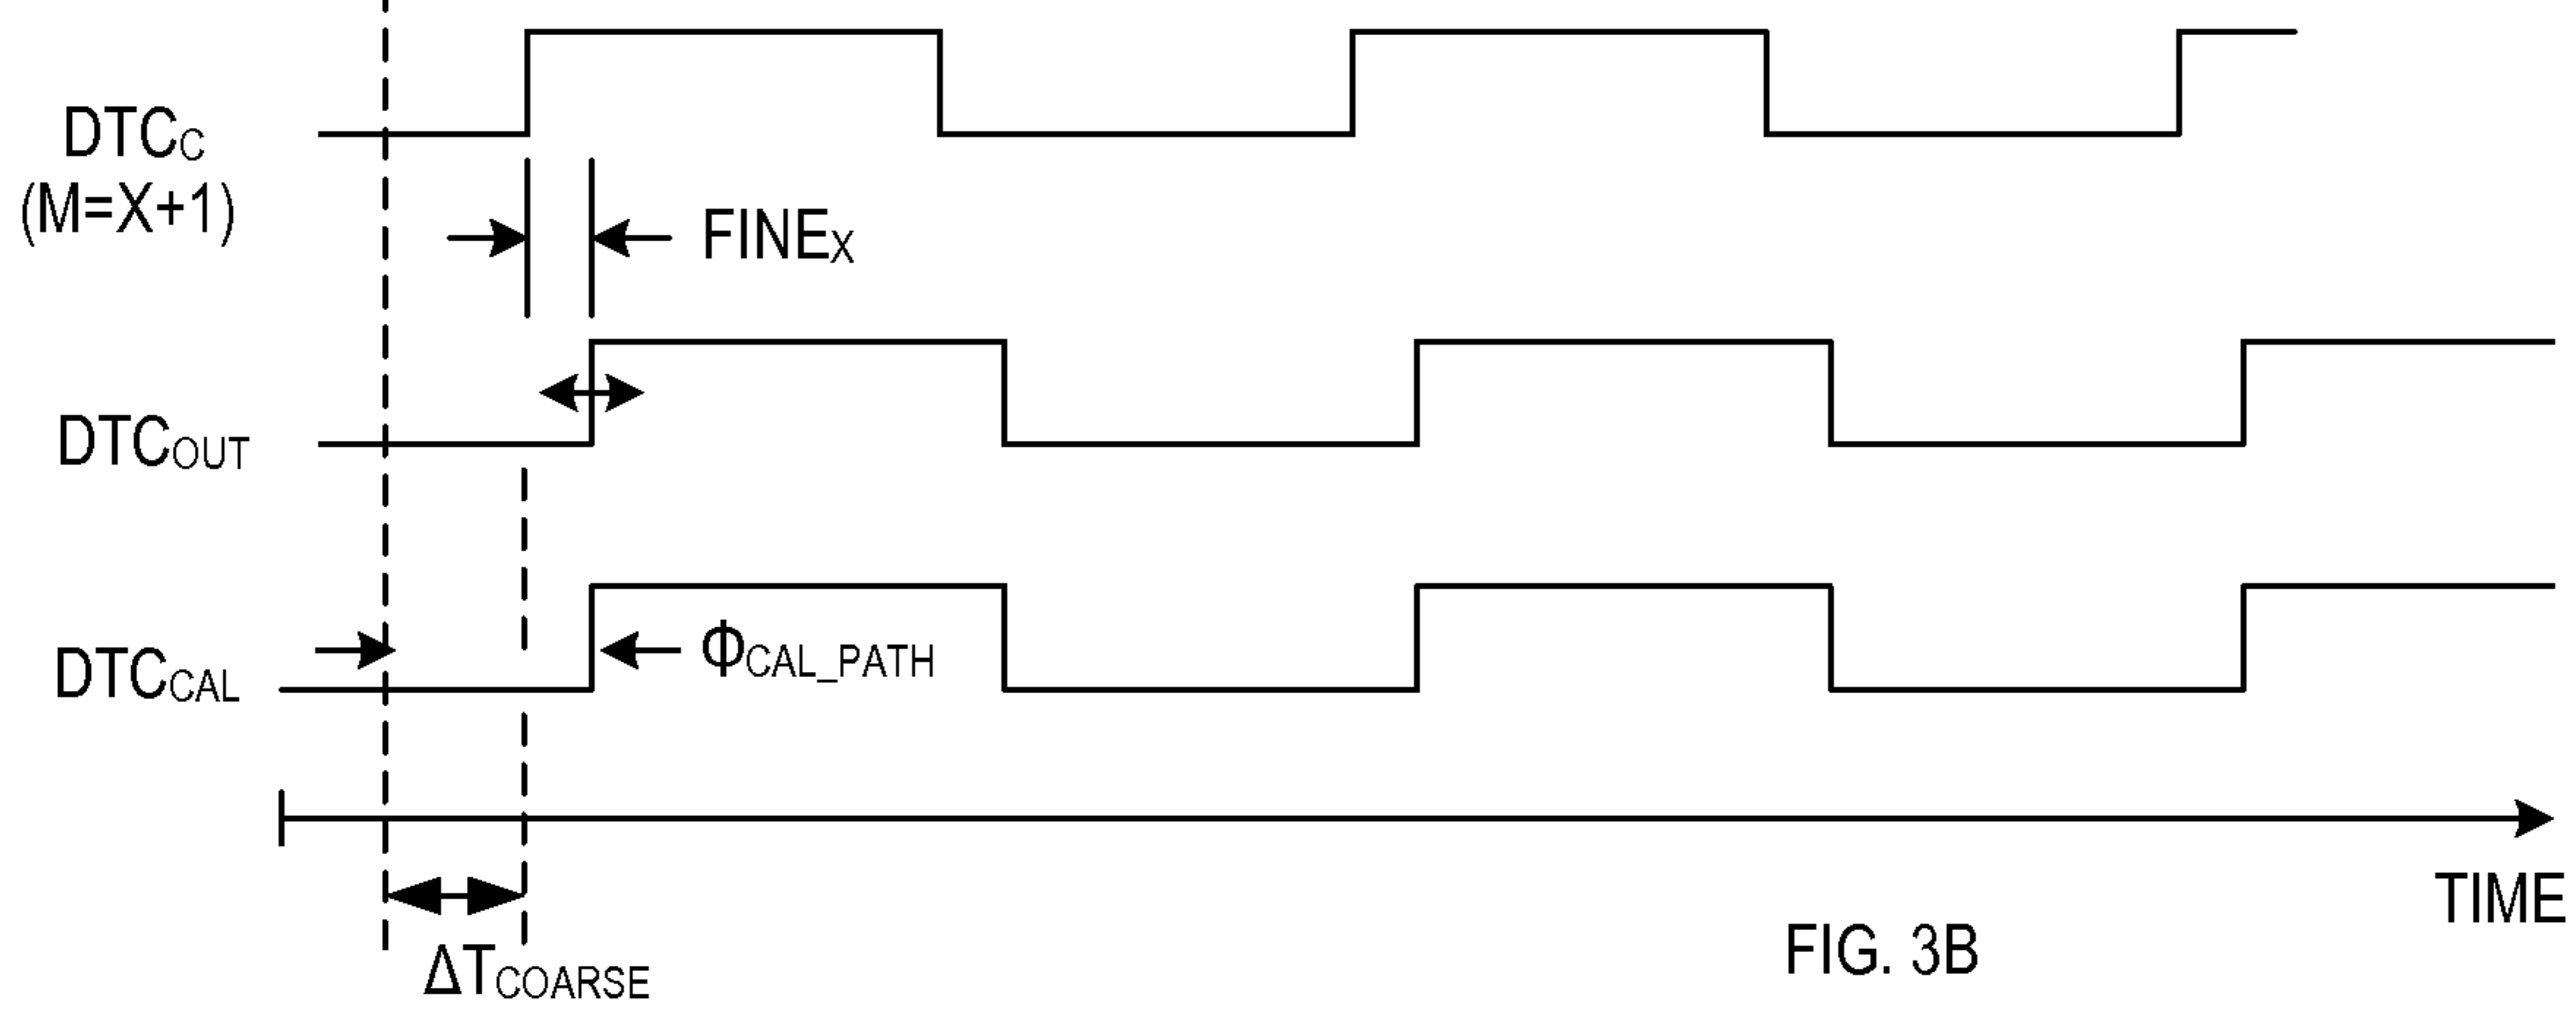 DTCC
(M=X+1)
FINEX
DTCOUT
DTCCAL
ΦCAL_PATH
TIME
FIG. 3B
ΔTCOARSE